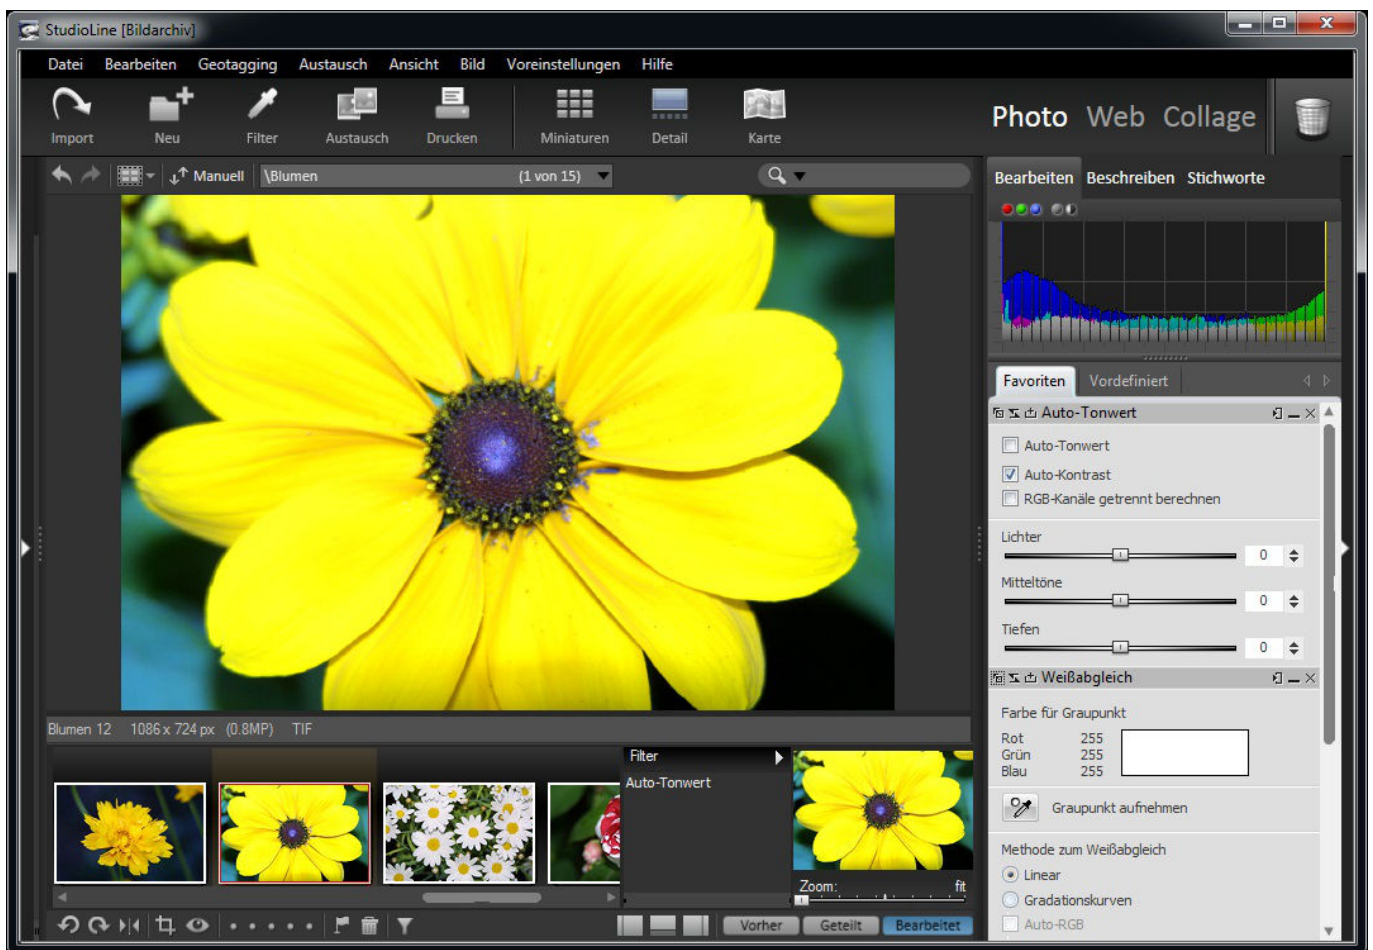 StudioLine [Bildarchiv]
Datei Bearbeiten Geotagging Austausch Ansicht Bild Voreinstellungen Hilfe
Import Neu Filter Austausch Drucken Miniaturen Detail Karte
Photo Web Collage
Manuell \Blumen (1 von 15)
Bearbeiten Beschreiben Stichworte
Favoriten Vordefiniert
Auto-Tonwert
Auto-Tonwert
Auto-Kontrast
RGB-Kanäle getrennt berechnen
Lichter
0
Mitteltöne
0
Tiefen
0
Weißabgleich
Farbe für Graupunkt
Rot 255
Grün 255
Blau 255
Graupunkt aufnehmen
Methode zum Weißabgleich
Linear
Gradationskurven
Auto-RGB
Blumen 12 1086 x 724 px (0.8MP) TIF
Filter
Auto-Tonwert
Zoom: fit
Vorher Geteilt Bearbeitet